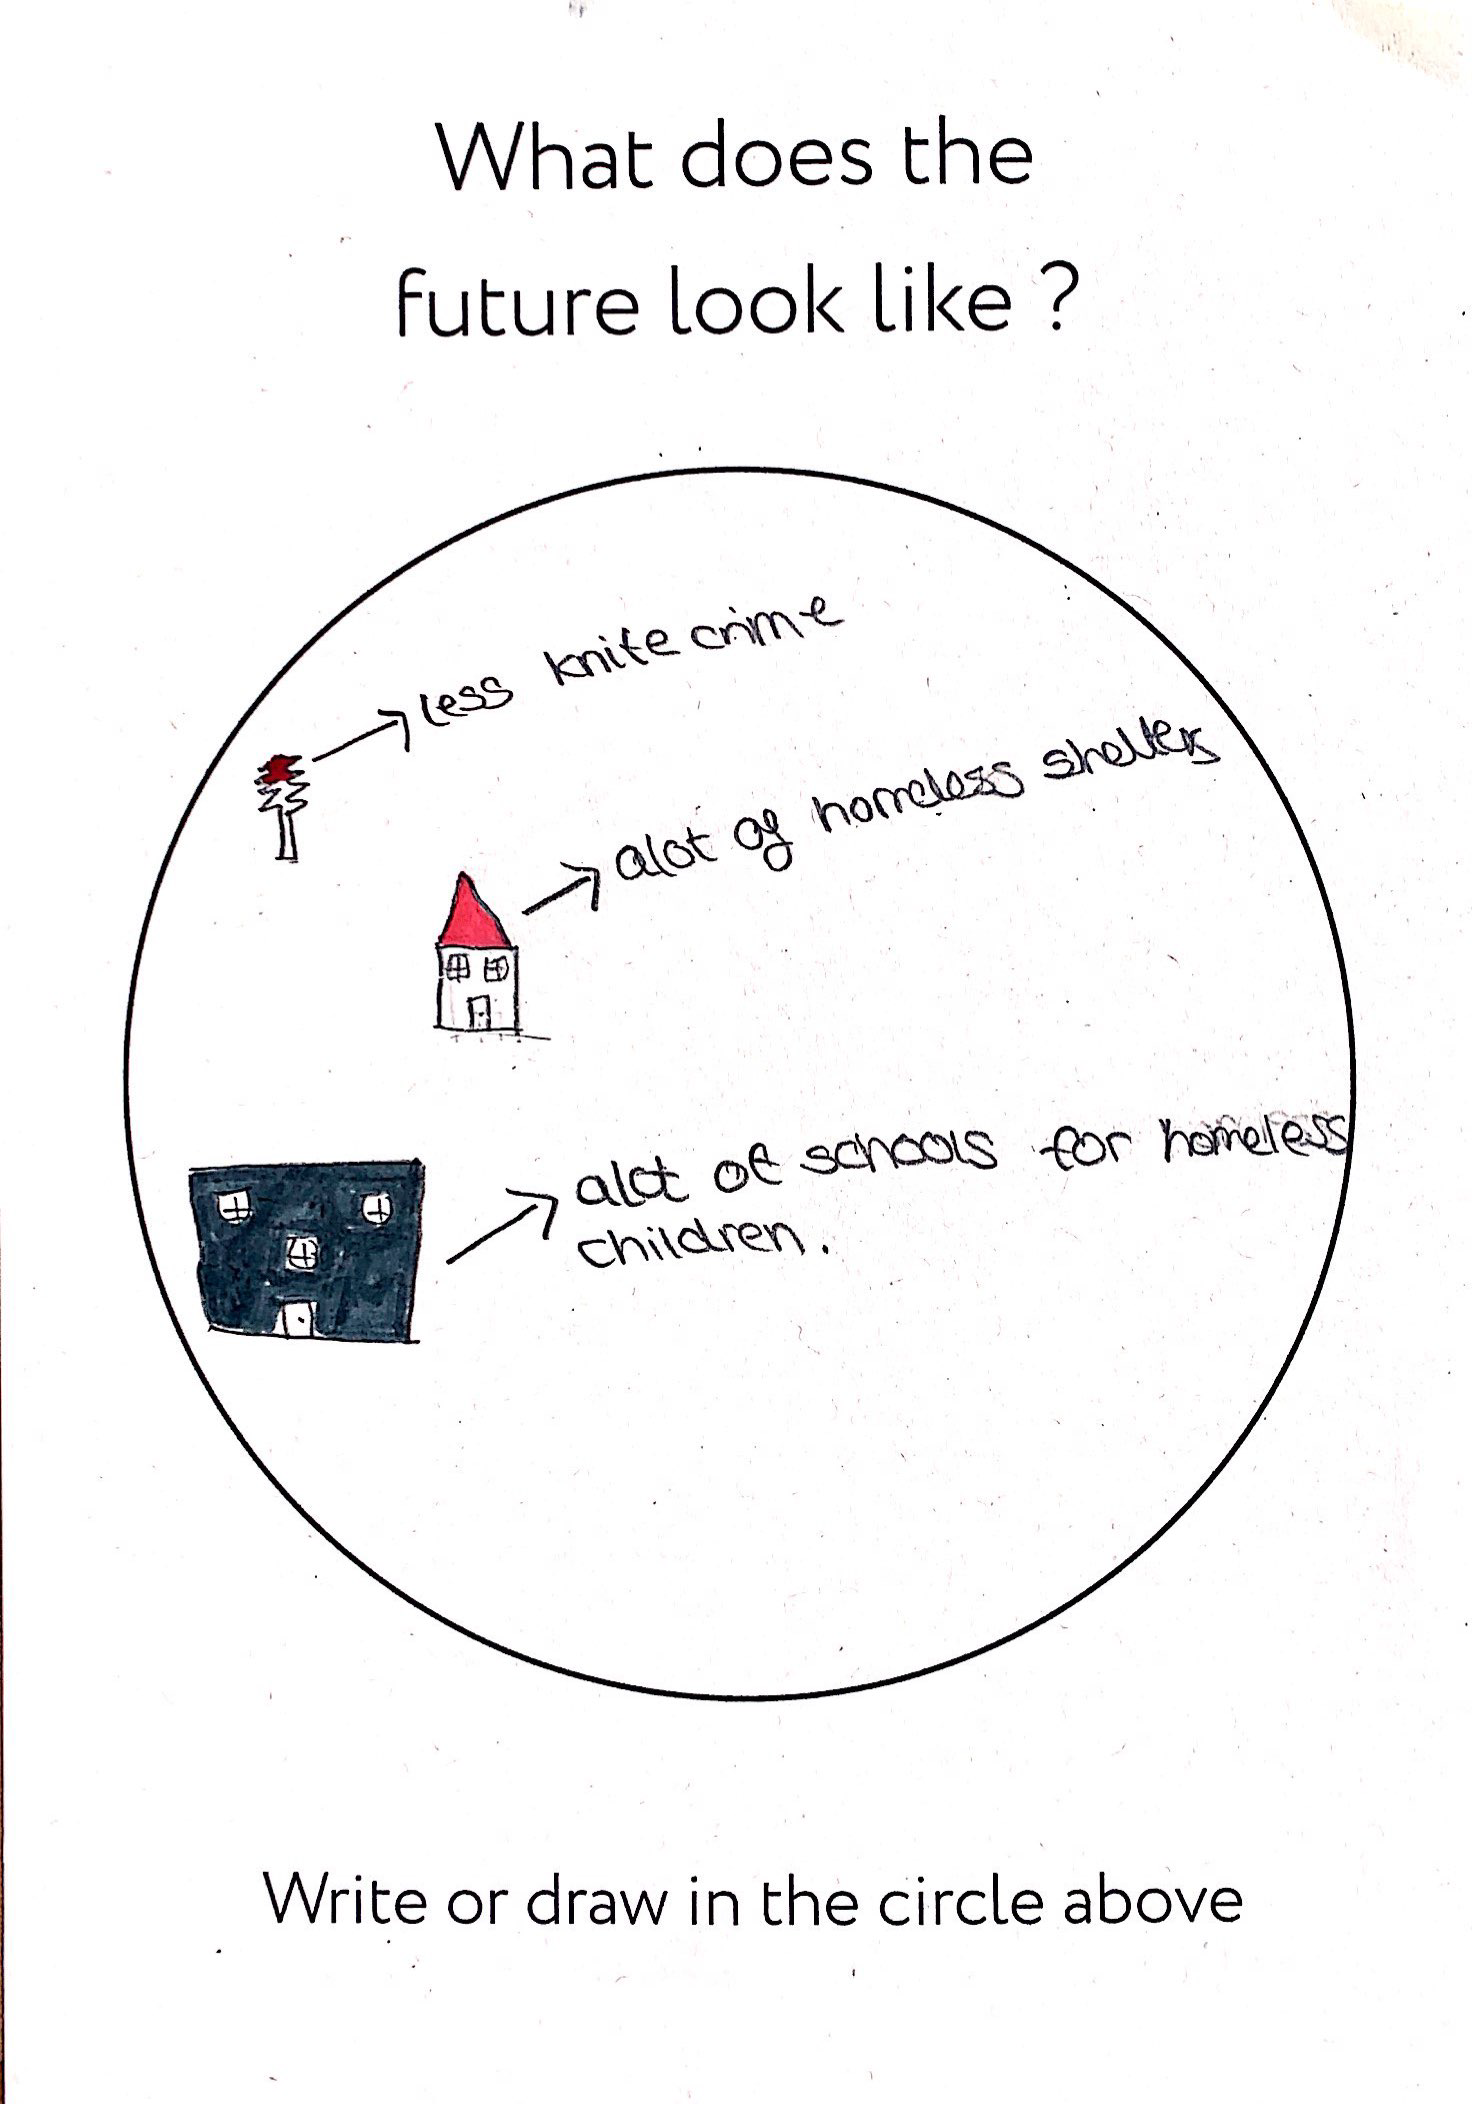 What does the
future look like ?
less knife crime
alot of homeless shelters
alot of schools for homeless
children.
Write or draw in the circle above